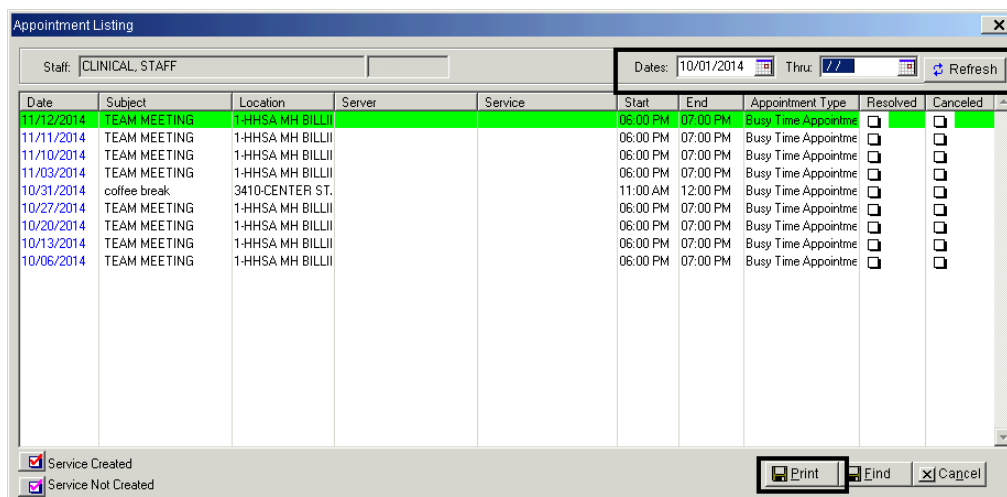 Appointment Listing
Staff: CLINICAL, STAFF Dates: 10/01/2014 Thru: / / Refresh
Date Subject Location Server Service Start End Appointment Type Resolved Canceled
11/12/2014 TEAM MEETING 1-HHSA MH BILLII 06:00 PM 07:00 PM Busy Time Appointme
11/11/2014 TEAM MEETING 1-HHSA MH BILLII 06:00 PM 07:00 PM Busy Time Appointme
11/10/2014 TEAM MEETING 1-HHSA MH BILLII 06:00 PM 07:00 PM Busy Time Appointme
11/03/2014 TEAM MEETING 1-HHSA MH BILLII 06:00 PM 07:00 PM Busy Time Appointme
10/31/2014 coffee break 3410-CENTER ST. 11:00 AM 12:00 PM Busy Time Appointme
10/27/2014 TEAM MEETING 1-HHSA MH BILLII 06:00 PM 07:00 PM Busy Time Appointme
10/20/2014 TEAM MEETING 1-HHSA MH BILLII 06:00 PM 07:00 PM Busy Time Appointme
10/13/2014 TEAM MEETING 1-HHSA MH BILLII 06:00 PM 07:00 PM Busy Time Appointme
10/06/2014 TEAM MEETING 1-HHSA MH BILLII 06:00 PM 07:00 PM Busy Time Appointme
Service Created
Service Not Created
Print Find Cancel